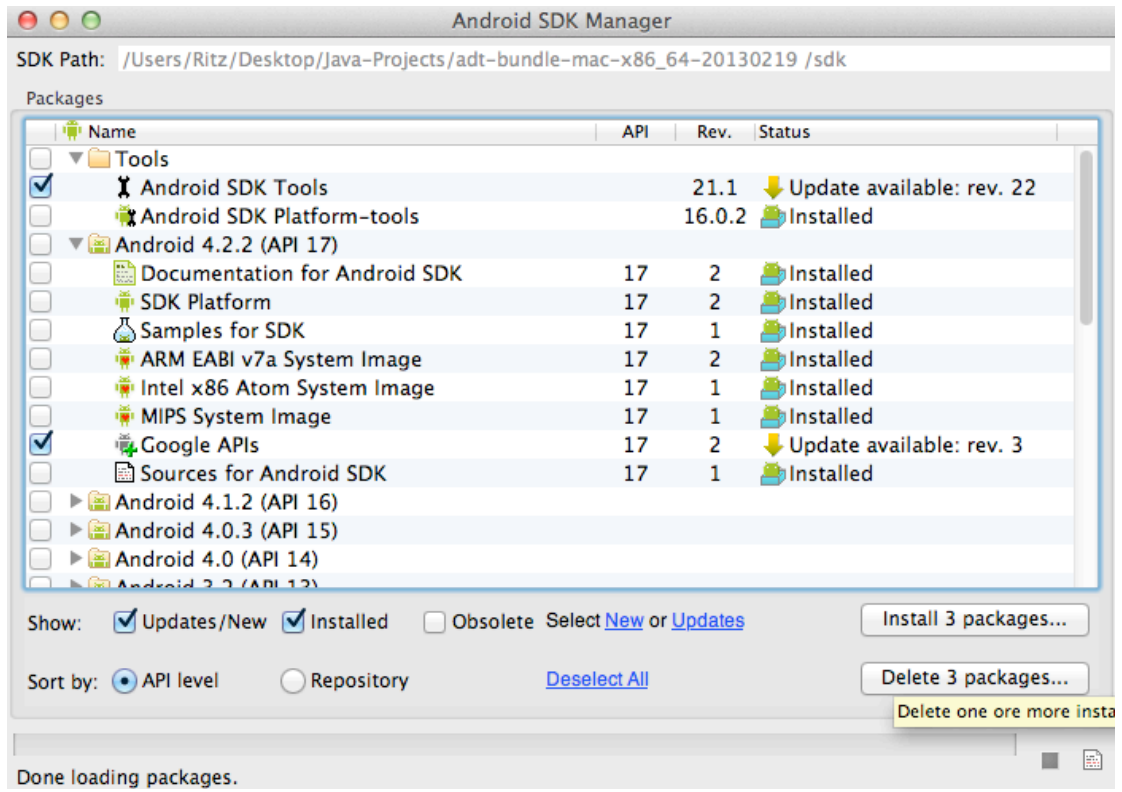 Android SDK Manager
SDK Path: /Users/Ritz/Desktop/Java-Projects/adt-bundle-mac-x86_64-20130219 /sdk
Packages
Name API Rev. Status
Tools
Android SDK Tools 21.1 Update available: rev. 22
Android SDK Platform-tools 16.0.2 Installed
Android 4.2.2 (API 17)
Documentation for Android SDK 17 2 Installed
SDK Platform 17 2 Installed
Samples for SDK 17 1 Installed
ARM EABI v7a System Image 17 2 Installed
Intel x86 Atom System Image 17 1 Installed
MIPS System Image 17 1 Installed
Google APIs 17 2 Update available: rev. 3
Sources for Android SDK 17 1 Installed
Android 4.1.2 (API 16)
Android 4.0.3 (API 15)
Android 4.0 (API 14)
Android 3.2 (API 13)
Show: Updates/New Installed Obsolete Select New or Updates Install 3 packages...
Sort by: API level Repository Deselect All Delete 3 packages...
Delete one ore more insta
Done loading packages.